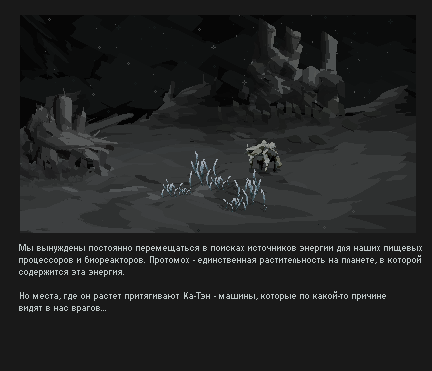 Мы вынуждены постоянно перемещаться в поисках источников энергии для наших пищевых
процессоров и биореакторов. Протомох - единственная растительность на планете, в которой
содержится эта энергия.
Но места, где он растет притягивают Ка-Тэн - машины, которые по какой-то причине
видят в нас врагов...